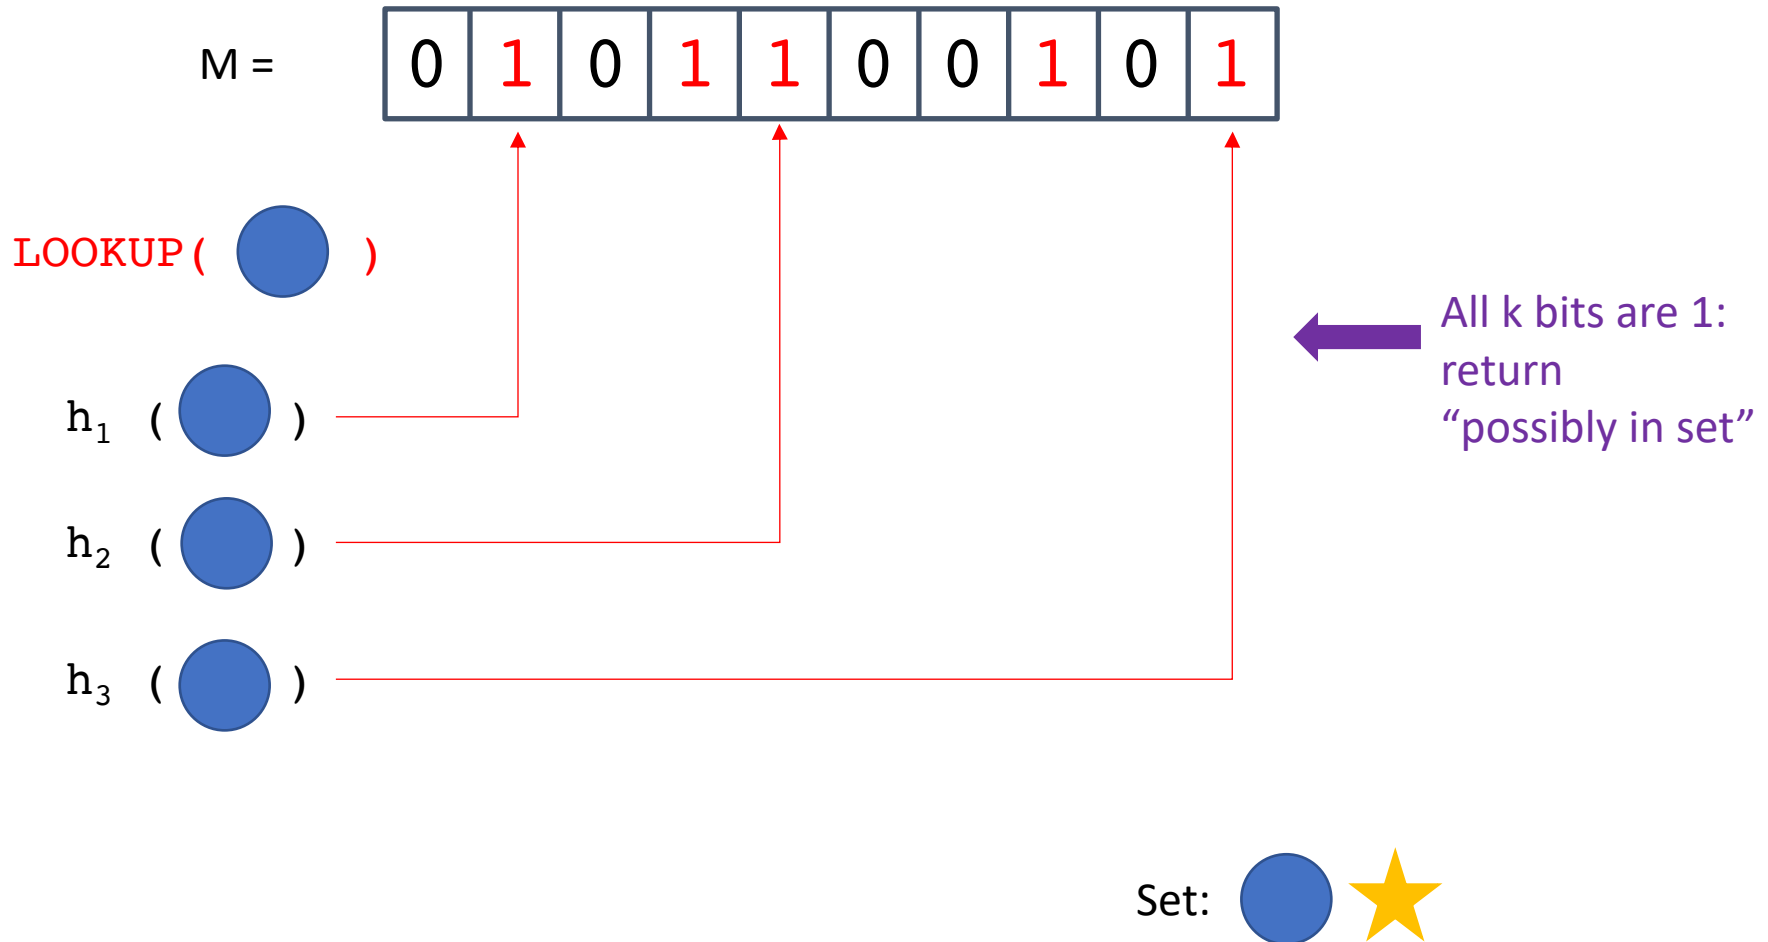 M = 0 1 0 1 1 0 0 1 0 1
LOOKUP( )
h1 ( )
h2 ( )
h3 ( )
All k bits are 1:
return
“possibly in set”
Set: